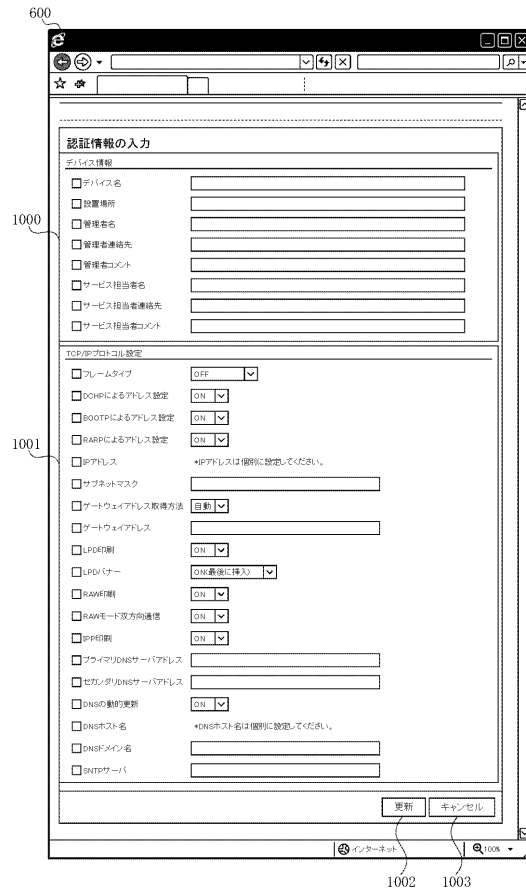 600
認証情報の入力
デバイス情報
デバイス名
設置場所
1000
管理者名
管理者連絡先
管理者コメント
サービス担当者名
サービス担当者連絡先
サービス担当者コメント
TCP/IPプロトコル設定
フレームタイプ OFF
DCHPによるアドレス設定 ON
BOOTPによるアドレス設定 ON
RARPによるアドレス設定 ON
1001
IPアドレス *IPアドレスは個別に設定してください。
サブネットマスク
ゲートウェイアドレス取得方法 自動
ゲートウェイアドレス
LPD印刷 ON
LPDバナー ON(最後に挿入)
RAW印刷 ON
RAWモード双方向通信 ON
IPP印刷 ON
プライマリDNSサーバアドレス
セカンダリDNSサーバアドレス
DNSの動的更新 ON
DNSホスト名 *DNSホスト名は個別に設定してください。
DNSドメイン名
SNTPサーバ
更新 キャンセル
インターネット 100%
1002 1003